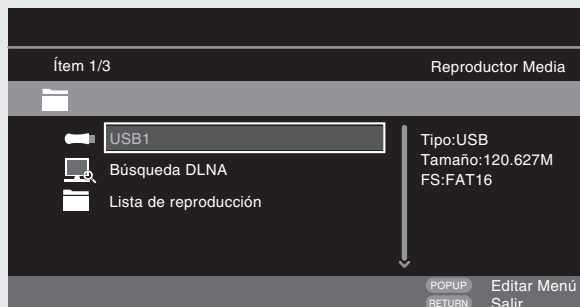 Ítem 1/3
Reproductor Media
USB1
Búsqueda DLNA
Lista de reproducción
Tipo:USB
Tamaño:120.627M
FS:FAT16
POPUP Editar Menú
RETURN Salir